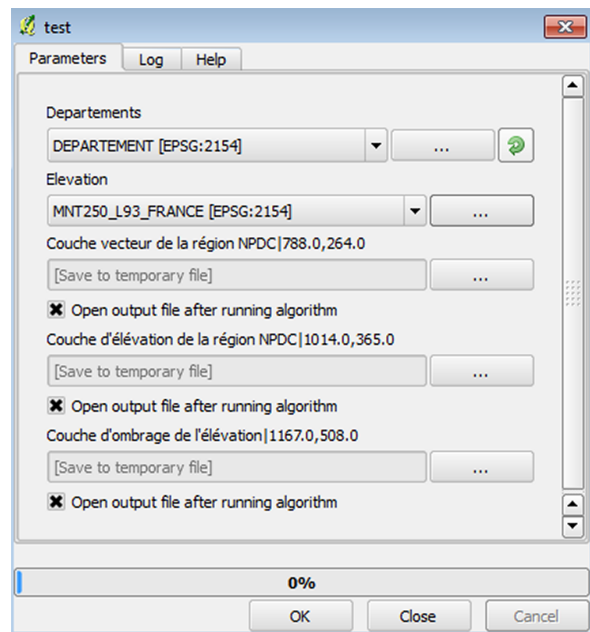 test
Parameters Log Help
Departements
DEPARTEMENT [EPSG:2154] ...
Elevation
MNT250_L93_FRANCE [EPSG:2154] ...
Couche vecteur de la région NPDC|788.0,264.0
[Save to temporary file] ...
Open output file after running algorithm
Couche d'élévation de la région NPDC|1014.0,365.0
[Save to temporary file] ...
Open output file after running algorithm
Couche d'ombrage de l'élévation|1167.0,508.0
[Save to temporary file] ...
Open output file after running algorithm
0%
OK Close Cancel